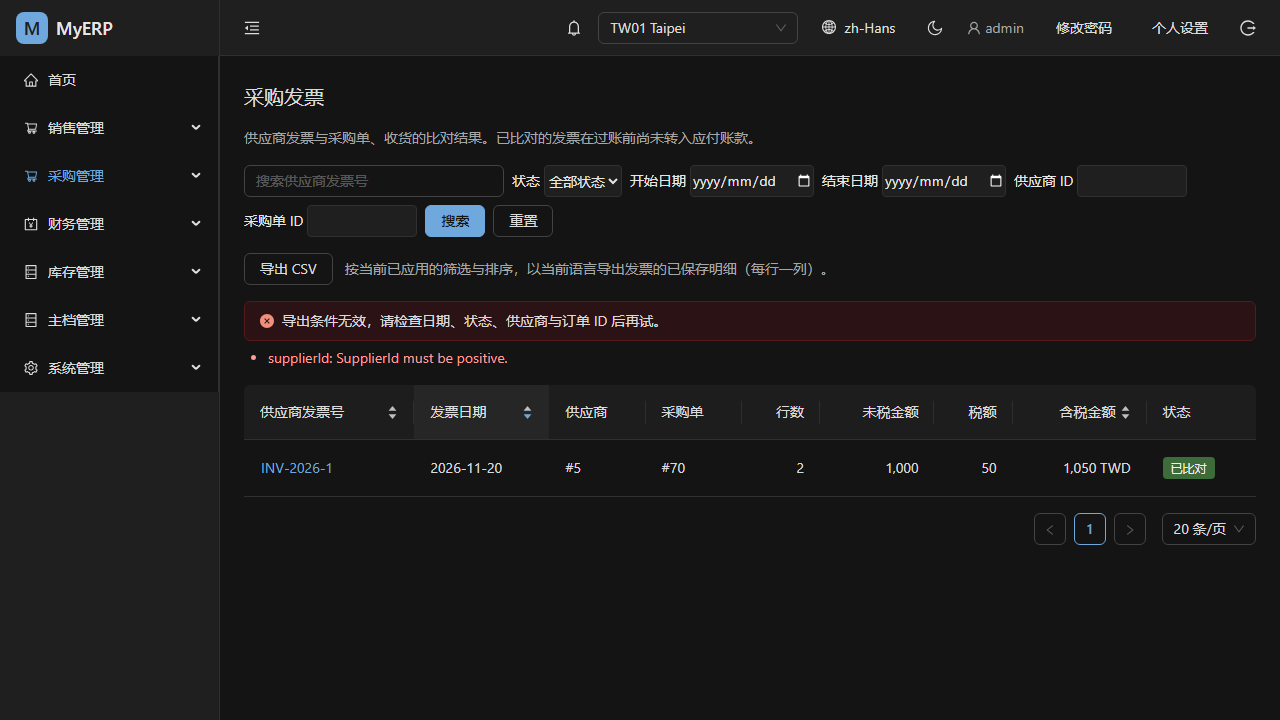 M MyERP
TW01 Taipei
zh-Hans
admin
修改密码
个人设置
首页
销售管理
采购管理
财务管理
库存管理
主档管理
系统管理
采购发票
供应商发票与采购单、收货的比对结果。已比对的发票在过账前尚未转入应付账款。
搜索供应商发票号 状态 全部状态 开始日期 yyyy/mm/dd 结束日期 yyyy/mm/dd 供应商 ID
采购单 ID 搜索 重置
导出 CSV 按当前已应用的筛选与排序，以当前语言导出发票的已保存明细（每行一列）。
导出条件无效，请检查日期、状态、供应商与订单 ID 后再试。
supplierId: SupplierId must be positive.
供应商发票号 发票日期 供应商 采购单 行数 未税金额 税额 含税金额 状态
INV-2026-1 2026-11-20 #5 #70 2 1,000 50 1,050 TWD 已比对
1 20 条/页